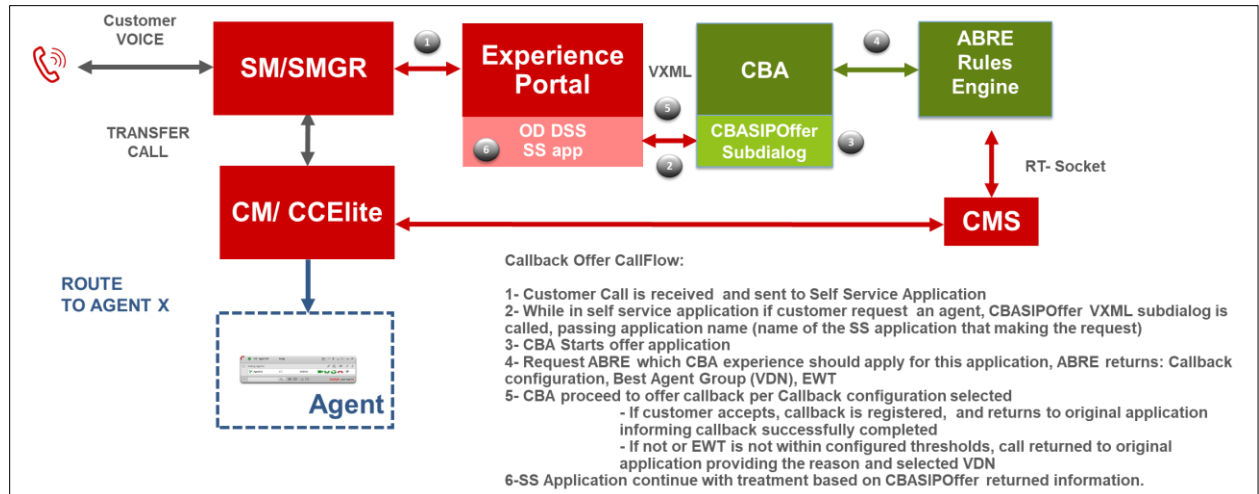 Customer
VOICE
SM/SMGR
1
Experience
Portal
VXML
CBA
4
ABRE
Rules
Engine
5
TRANSFER
CALL
6
OD DSS
SS app
2
CBASIPOffer
Subdialog
3
RT- Socket
CM/ CCElite
CMS
ROUTE
TO AGENT X
Agent
Callback Offer CallFlow:
1- Customer Call is received and sent to Self Service Application
2- While in self service application if customer request an agent, CBASIPOffer VXML subdialog is
called, passing application name (name of the SS application that making the request)
3- CBA Starts offer application
4- Request ABRE which CBA experience should apply for this application, ABRE returns: Callback
configuration, Best Agent Group (VDN), EWT
5- CBA proceed to offer callback per Callback configuration selected
- If customer accepts, callback is registered, and returns to original application
informing callback successfully completed
- If not or EWT is not within configured thresholds, call returned to original
application providing the reason and selected VDN
6-SS Application continue with treatment based on CBASIPOffer returned information.